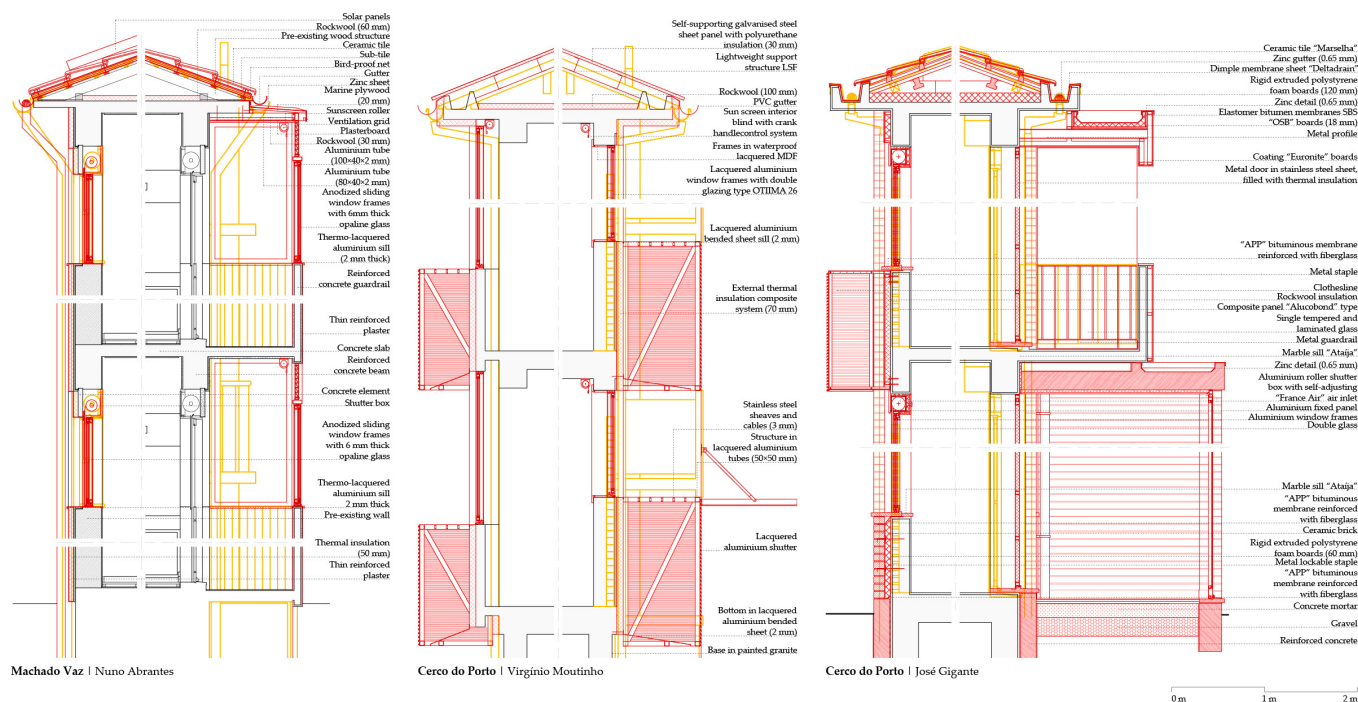 Solar panels
Rockwool (60 mm)
Pre-existing wood structure
Ceramic tile
Sub-tile
Bird-proof net
Gutter
Zinc sheet
Marine plywood
(20 mm)
Sunscreen roller
Ventilation grid
Plasterboard
Rockwool (30 mm)
Aluminium tube
(100×40×2 mm)
Aluminium tube
(80×40×2 mm)
Anodized sliding
window frames
with 6mm thick
opaline glass
Thermo-lacquered
aluminium sill
(2 mm thick)
Reinforced
concrete guardrail
Thin reinforced
plaster
Concrete slab
Reinforced
concrete beam
Concrete element
Shutter box
Anodized sliding
window frames
with 6 mm thick
opaline glass
Thermo-lacquered
aluminium sill
2 mm thick
Pre-existing wall
Thermal insulation
(50 mm)
Thin reinforced
plaster
Machado Vaz | Nuno Abrantes
Self-supporting galvanised steel
sheet panel with polyurethane
insulation (30 mm)
Lightweight support
structure LSF
Rockwool (100 mm)
PVC gutter
Sun screen interior
blind with crank
handlecontrol system
Frames in waterproof
lacquered MDF
Lacquered aluminium
window frames with double
glazing type OTIIMA 26
Lacquered aluminium
bended sheet sill (2 mm)
External thermal
insulation composite
system (70 mm)
Stainless steel
sheaves and
cables (3 mm)
Structure in
lacquered aluminium
tubes (50×50 mm)
Lacquered
aluminium shutter
Bottom in lacquered
aluminium bended
sheet (2 mm)
Base in painted granite
Cerco do Porto | Virgínio Moutinho
Ceramic tile “Marselha”
Zinc gutter (0.65 mm)
Dimple membrane sheet “Deltadrain”
Rigid extruded polystyrene
foam boards (120 mm)
Zinc detail (0.65 mm)
Elastomer bitumen membranes SBS
“OSB” boards (18 mm)
Metal profile
Coating “Euronite” boards
Metal door in stainless steel sheet,
filled with thermal insulation
“APP” bituminous membrane
reinforced with fiberglass
Metal staple
Clothesline
Rockwool insulation
Composite panel “Alucobond” type
Single tempered and
laminated glass
Metal guardrail
Marble sill “Ataíja”
Zinc detail (0.65 mm)
Aluminium roller shutter
box with self-adjusting
“France Air” air inlet
Aluminium fixed panel
Aluminium window frames
Double glass
Marble sill “Ataíja”
“APP” bituminous
membrane reinforced
with fiberglass
Ceramic brick
Rigid extruded polystyrene
foam boards (60 mm)
Metal lockable staple
“APP” bituminous
membrane reinforced
with fiberglass
Concrete mortar
Gravel
Reinforced concrete
Cerco do Porto | José Gigante
0 m 1 m 2 m